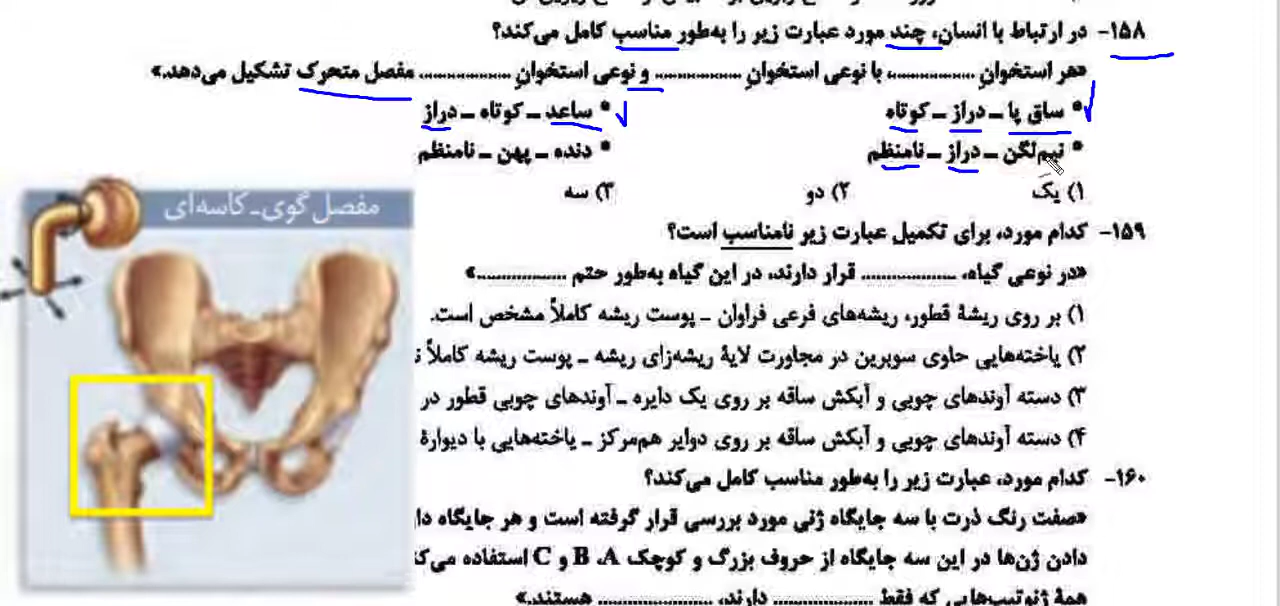 ۱۵۸- در ارتباط با انسان، چند مورد عبارت زیر را به‌طور مناسب کامل می‌کند؟
«هر استخوانِ ................... با نوعی استخوانِ ................... و نوعی استخوانِ ................... مفصل متحرک تشکیل می‌دهد.»
• ساق پا ـ دراز ـ کوتاه
• ساعد ـ کوتاه ـ دراز
• نیم‌لگن ـ دراز ـ نامنظم
• دنده ـ پهن ـ نامنظم
۱) یک
۲) دو
۳) سه
مفصل گوی-کاسه‌ای
۱۵۹- کدام مورد، برای تکمیل عبارت زیر نامناسب است؟
«در نوعی گیاه، ................... قرار دارند، در این گیاه به‌طور حتم ...................»
۱) بر روی ریشۀ قطور، ریشه‌های فرعی فراوان ـ پوست ریشه کاملاً مشخص است.
۲) یاخته‌هایی حاوی سوبرین در مجاورت لایۀ ریشه‌زای ریشه ـ پوست ریشه کاملاً
۳) دسته آوندهای چوبی و آبکش ساقه بر روی یک دایره ـ آوندهای چوبی قطور در
۴) دسته آوندهای چوبی و آبکش ساقه بر روی دوایر هم‌مرکز ـ یاخته‌هایی با دیوارۀ
۱۶۰- کدام مورد، عبارت زیر را به‌طور مناسب کامل می‌کند؟
«صفت رنگ ذرت با سه جایگاه ژنی مورد بررسی قرار گرفته است و هر جایگاه
دادن ژن‌ها در این سه جایگاه از حروف بزرگ و کوچک A، B و C استفاده
همۀ ژنوتیپ‌هایی که فقط ................... دارند، ................... هستند.»